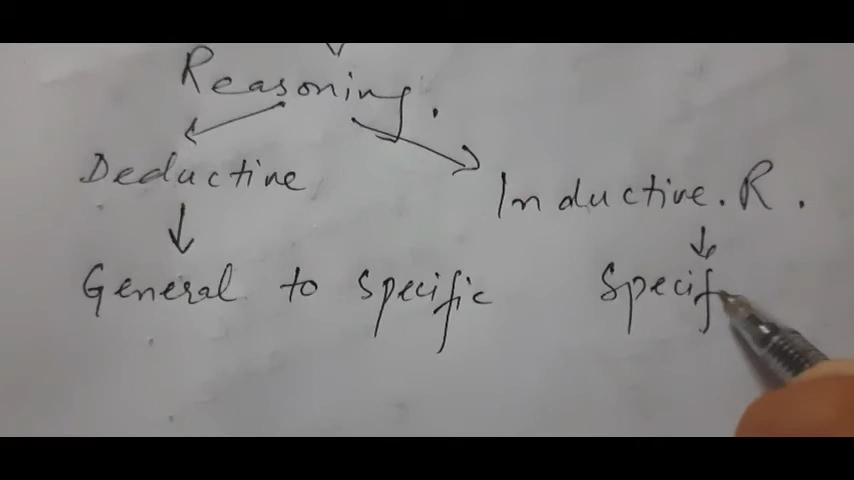 Reasoning.
Deductive
Inductive. R.
General to specific
Specif